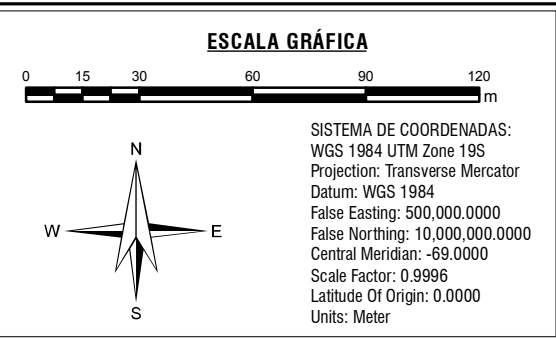 ESCALA GRÁFICA
0 15 30 60 90 120
m
N
W E
S
SISTEMA DE COORDENADAS:
WGS 1984 UTM Zone 19S
Projection: Transverse Mercator
Datum: WGS 1984
False Easting: 500,000.0000
False Northing: 10,000,000.0000
Central Meridian: -69.0000
Scale Factor: 0.9996
Latitude Of Origin: 0.0000
Units: Meter